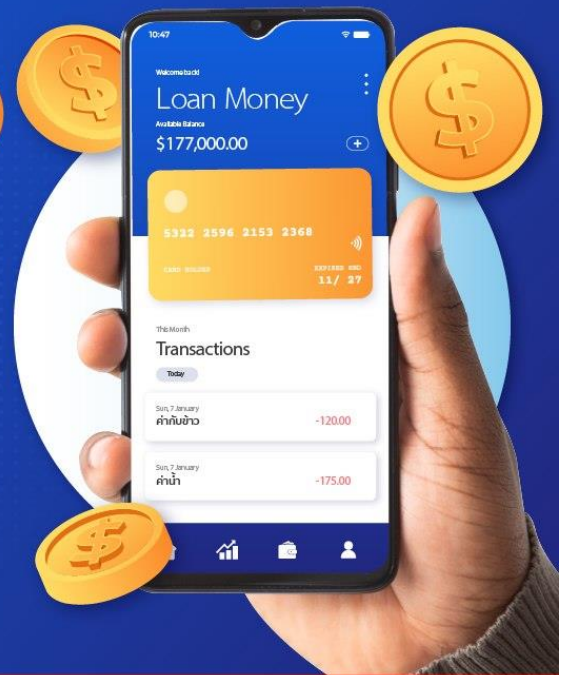 10:47
Welcome back!
Loan Money
Available Balance
$177,000.00
5322 2596 2153 2368
CARD HOLDER
EXPIRED END
11/ 27
This Month
Transactions
Today
Sun, 7 January
ค่ากับข้าว
-120.00
Sun, 7 January
ค่าน้ำ
-175.00